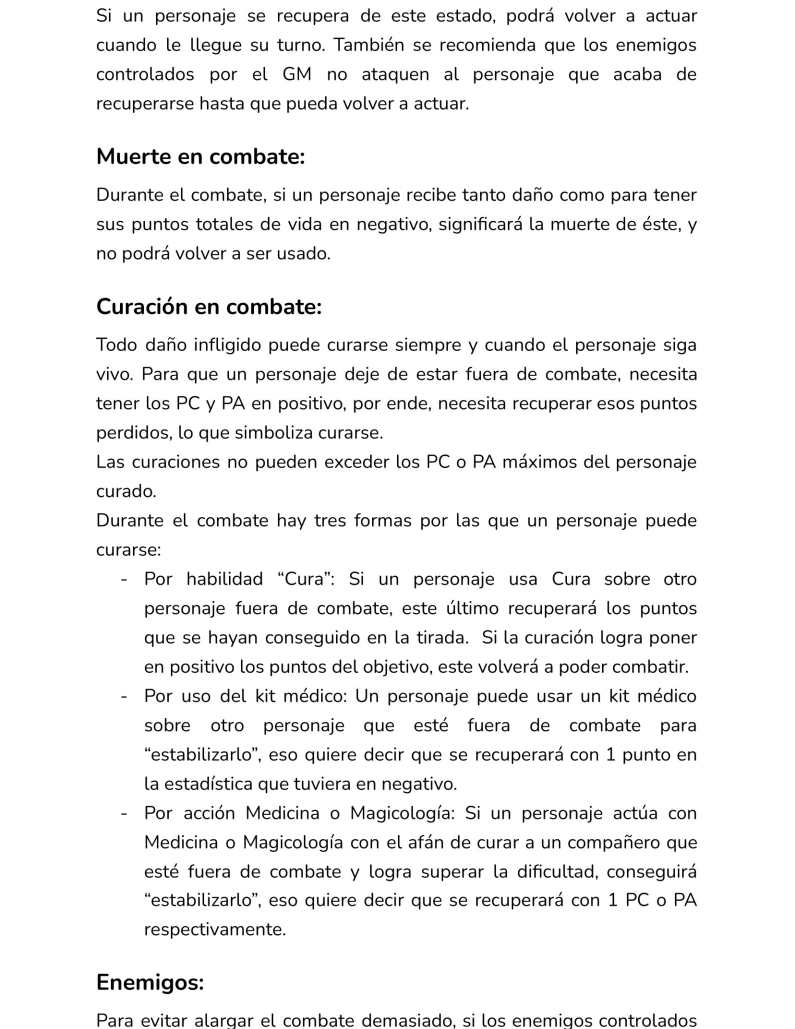 Si un personaje se recupera de este estado, podrá volver a actuar
cuando le llegue su turno. También se recomienda que los enemigos
controlados por el GM no ataquen al personaje que acaba de
recuperarse hasta que pueda volver a actuar.
Muerte en combate:
Durante el combate, si un personaje recibe tanto daño como para tener
sus puntos totales de vida en negativo, significará la muerte de éste, y
no podrá volver a ser usado.
Curación en combate:
Todo daño infligido puede curarse siempre y cuando el personaje siga
vivo. Para que un personaje deje de estar fuera de combate, necesita
tener los PC y PA en positivo, por ende, necesita recuperar esos puntos
perdidos, lo que simboliza curarse.
Las curaciones no pueden exceder los PC o PA máximos del personaje
curado.
Durante el combate hay tres formas por las que un personaje puede
curarse:
- Por habilidad “Cura”: Si un personaje usa Cura sobre otro
personaje fuera de combate, este último recuperará los puntos
que se hayan conseguido en la tirada.  Si la curación logra poner
en positivo los puntos del objetivo, este volverá a poder combatir.
- Por uso del kit médico: Un personaje puede usar un kit médico
sobre otro personaje que esté fuera de combate para
“estabilizarlo”, eso quiere decir que se recuperará con 1 punto en
la estadística que tuviera en negativo.
- Por acción Medicina o Magicología: Si un personaje actúa con
Medicina o Magicología con el afán de curar a un compañero que
esté fuera de combate y logra superar la dificultad, conseguirá
“estabilizarlo”, eso quiere decir que se recuperará con 1 PC o PA
respectivamente.
Enemigos:
Para evitar alargar el combate demasiado, si los enemigos controlados